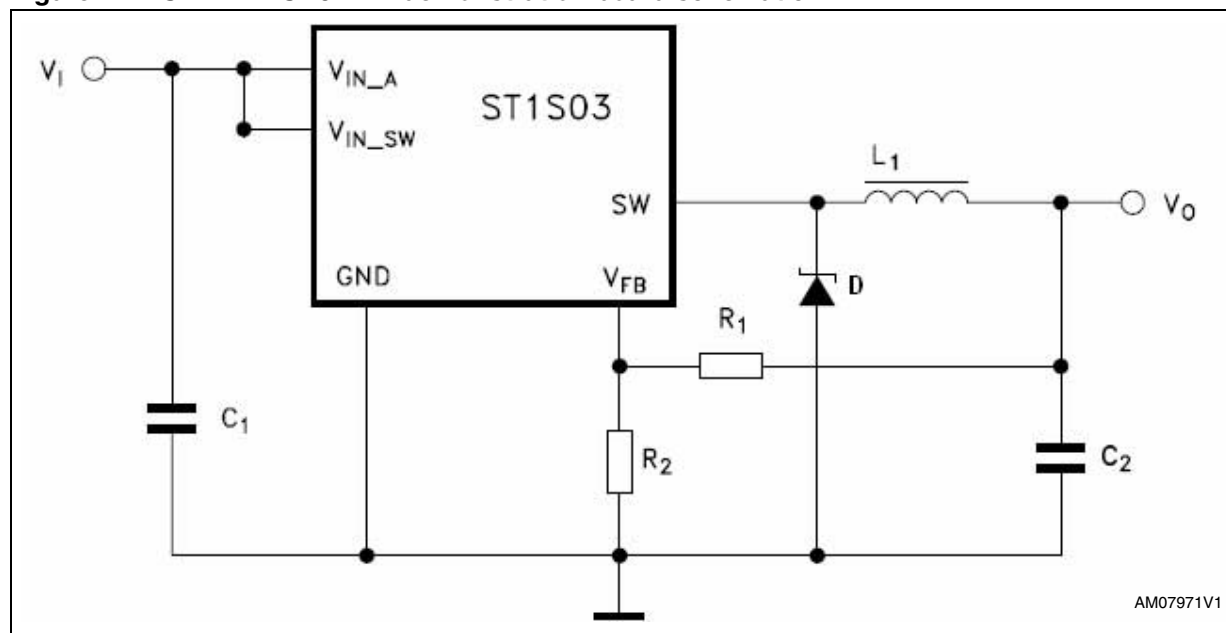 V_I
V_IN_A
V_IN_SW
ST1S03
L_1
SW
V_O
GND
V_FB
D
R_1
C_1
R_2
C_2
AM07971V1